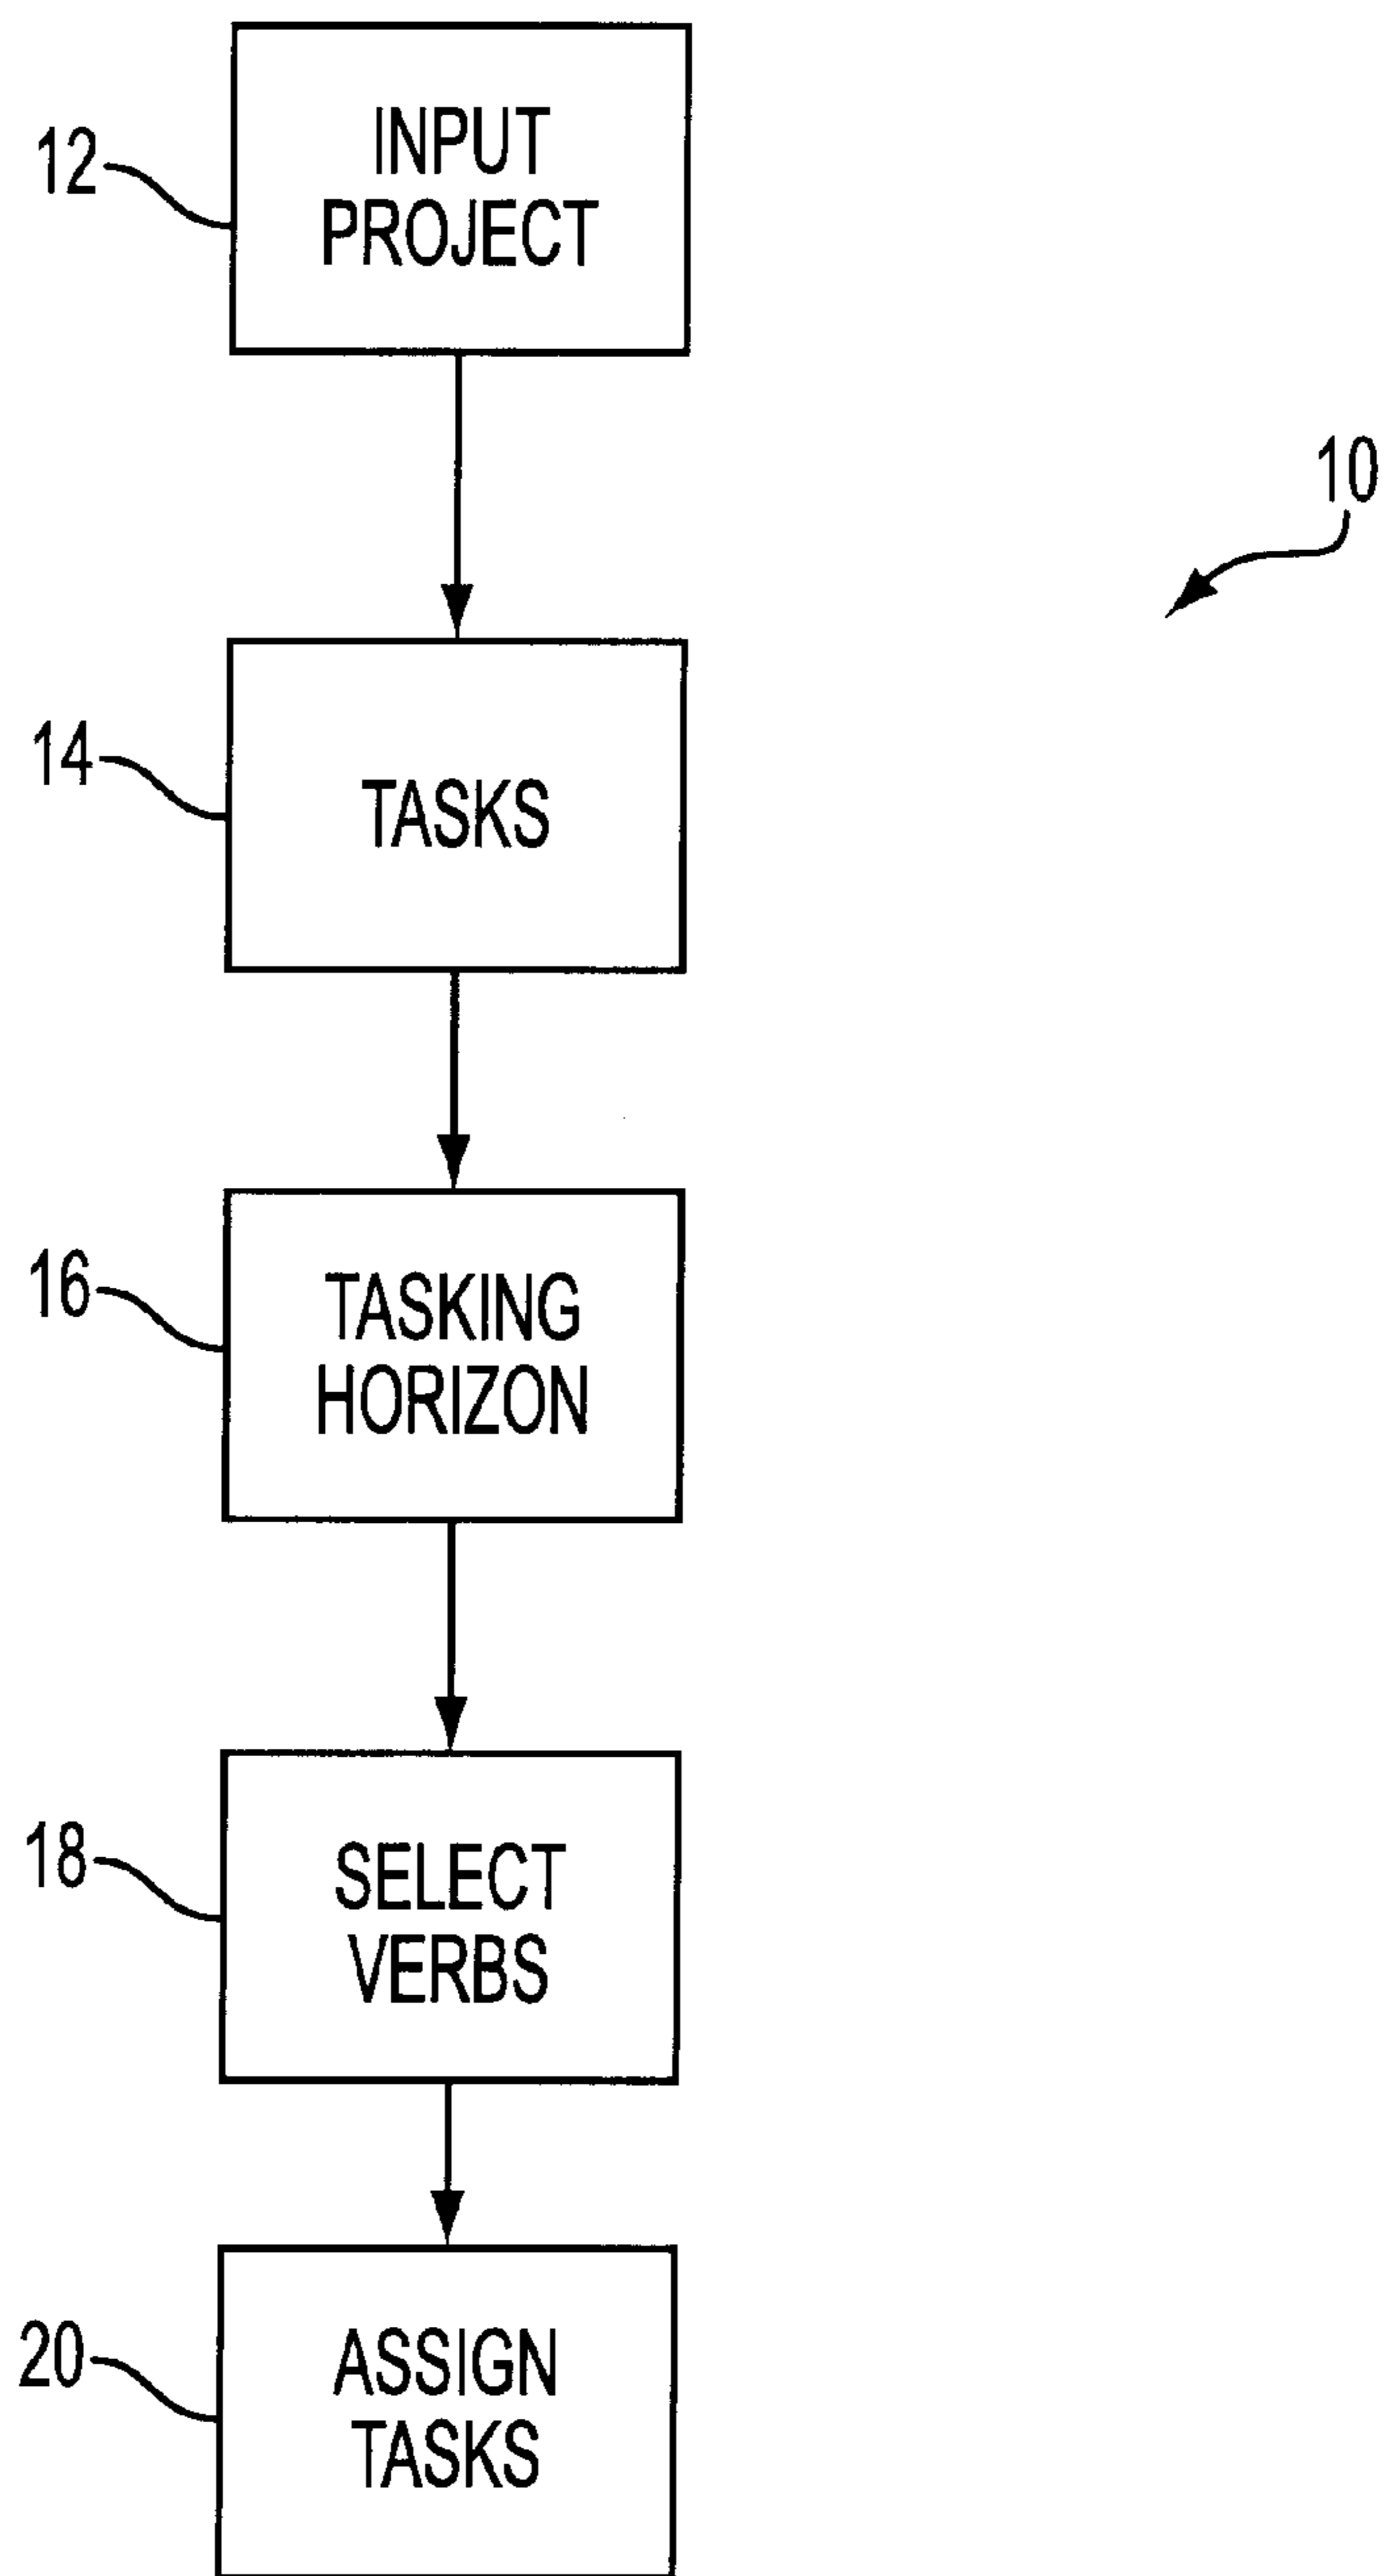 12
INPUT
PROJECT
10
14
TASKS
16
TASKING
HORIZON
18
SELECT
VERBS
20
ASSIGN
TASKS